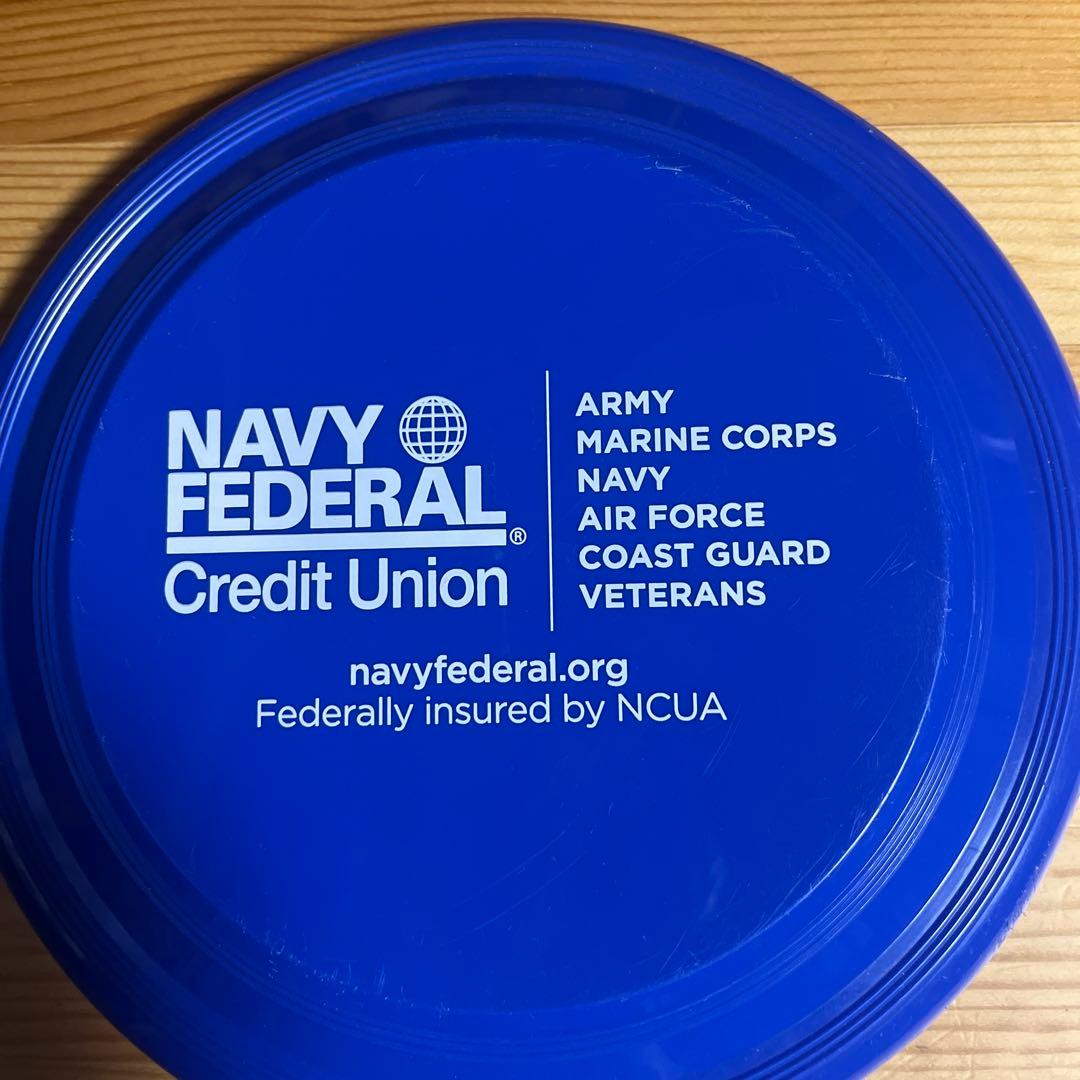 NAVY
FEDERAL®
Credit Union
ARMY
MARINE CORPS
NAVY
AIR FORCE
COAST GUARD
VETERANS
navyfederal.org
Federally insured by NCUA